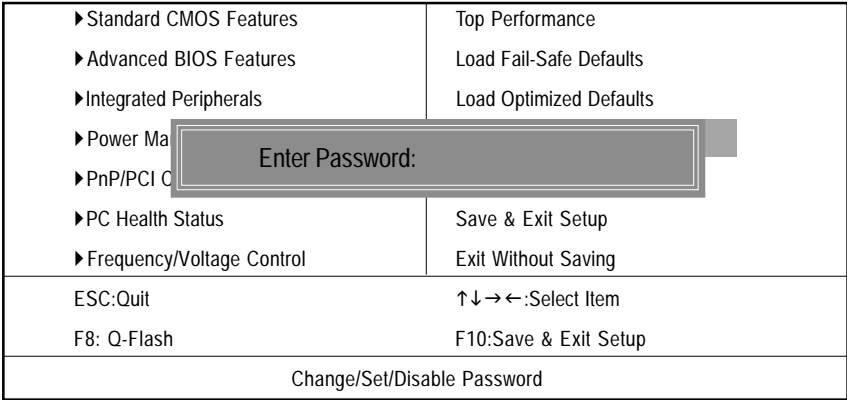 ▶Standard CMOS Features
Top Performance
▶Advanced BIOS Features
Load Fail-Safe Defaults
▶Integrated Peripherals
Load Optimized Defaults
▶Power Ma
Enter Password:
▶PnP/PCI C
▶PC Health Status
Save & Exit Setup
▶Frequency/Voltage Control
Exit Without Saving
ESC:Quit
↑↓→←:Select Item
F8: Q-Flash
F10:Save & Exit Setup
Change/Set/Disable Password